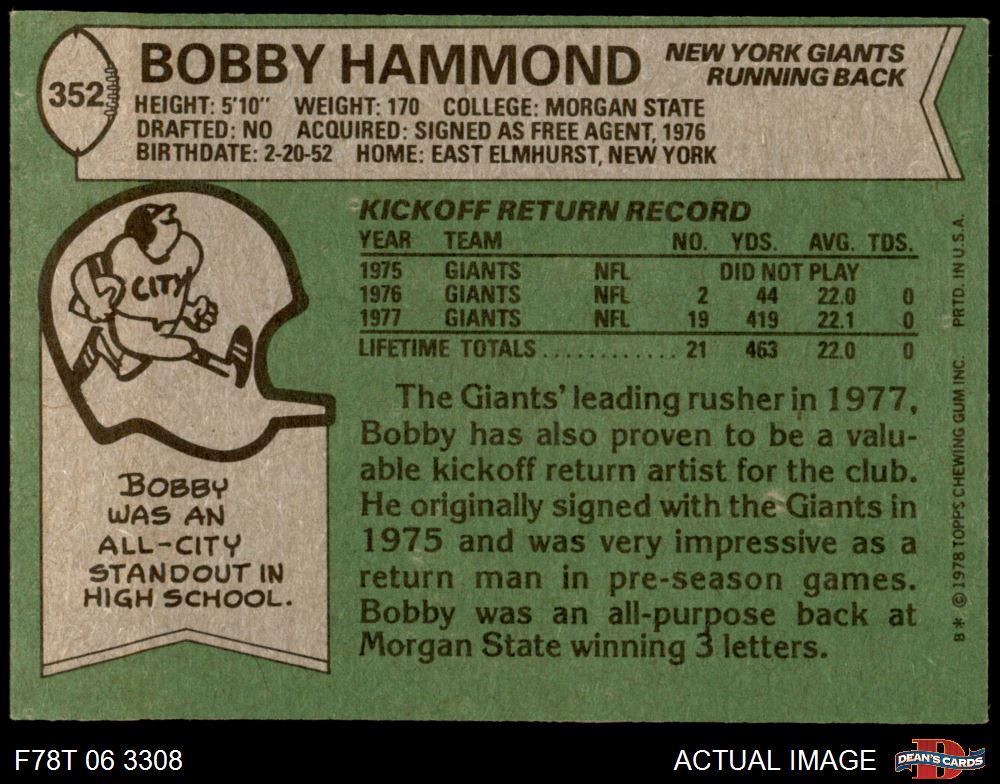 352
BOBBY HAMMOND
NEW YORK GIANTS
RUNNING BACK
HEIGHT: 5'10" WEIGHT: 170 COLLEGE: MORGAN STATE
DRAFTED: NO ACQUIRED: SIGNED AS FREE AGENT, 1976
BIRTHDATE: 2-20-52 HOME: EAST ELMHURST, NEW YORK
CITY
BOBBY
WAS AN
ALL-CITY
STANDOUT IN
HIGH SCHOOL.
KICKOFF RETURN RECORD
YEAR TEAM NO. YDS. AVG. TDS.
1975 GIANTS NFL DID NOT PLAY
1976 GIANTS NFL 2 44 22.0 0
1977 GIANTS NFL 19 419 22.1 0
LIFETIME TOTALS............ 21 463 22.0 0
The Giants' leading rusher in 1977,
Bobby has also proven to be a valu-
able kickoff return artist for the club.
He originally signed with the Giants in
1975 and was very impressive as a
return man in pre-season games.
Bobby was an all-purpose back at
Morgan State winning 3 letters.
B* © 1978 TOPPS CHEWING GUM INC. PRTD. IN U.S.A.
F78T 06 3308
ACTUAL IMAGE
D
DEAN'S CARDS